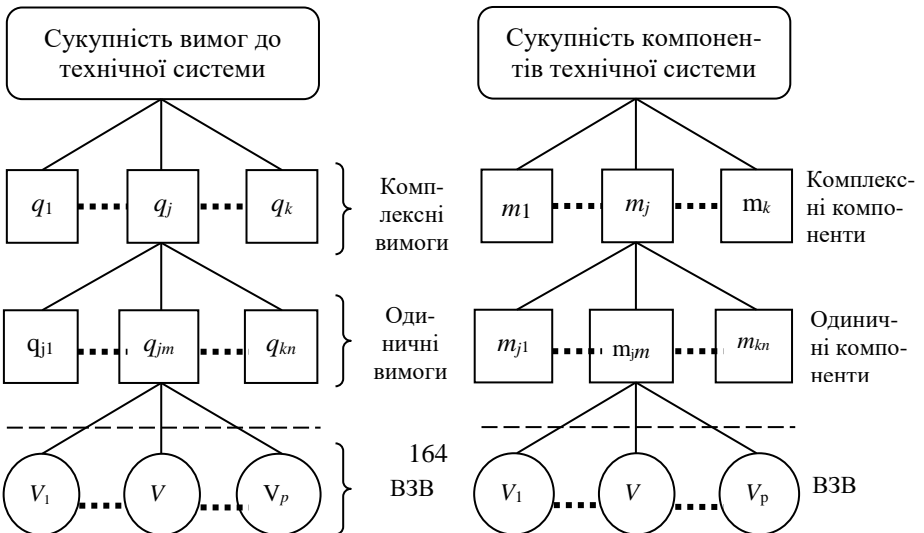 Сукупність вимог до
технічної системи
q1 qj qk
Комп-
лексні
вимоги
qj1 qjm qkn
Оди-
ничні
вимоги
V1 V Vp
164
ВЗВ
Сукупність компонен-
тів технічної системи
m1 mj mk
Комплекс-
ні компо-
ненти
mj1 mjm mkn
Одинич-
ні компо-
ненти
V1 V Vp
ВЗВ